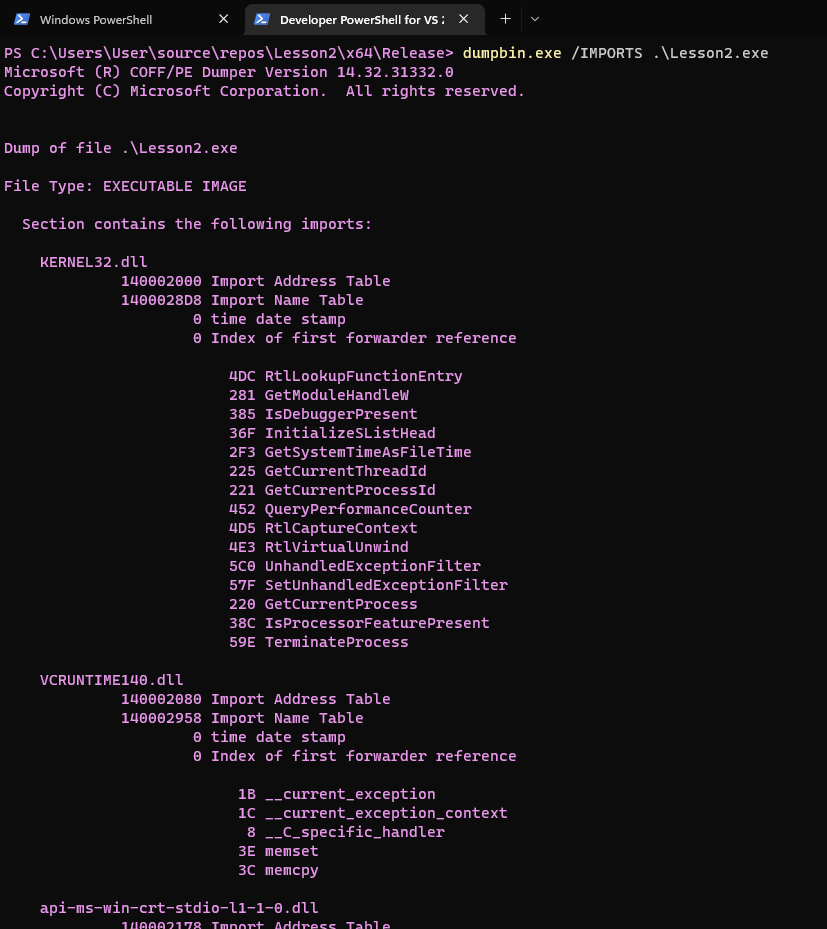 Windows PowerShell
Developer PowerShell for VS
PS C:\Users\User\source\repos\Lesson2\x64\Release> dumpbin.exe /IMPORTS .\Lesson2.exe
Microsoft (R) COFF/PE Dumper Version 14.32.31332.0
Copyright (C) Microsoft Corporation.  All rights reserved.
Dump of file .\Lesson2.exe
File Type: EXECUTABLE IMAGE
  Section contains the following imports:
    KERNEL32.dll
             140002000 Import Address Table
             1400028D8 Import Name Table
                     0 time date stamp
                     0 Index of first forwarder reference
                         4DC RtlLookupFunctionEntry
                         281 GetModuleHandleW
                         385 IsDebuggerPresent
                         36F InitializeSListHead
                         2F3 GetSystemTimeAsFileTime
                         225 GetCurrentThreadId
                         221 GetCurrentProcessId
                         452 QueryPerformanceCounter
                         4D5 RtlCaptureContext
                         4E3 RtlVirtualUnwind
                         5C0 UnhandledExceptionFilter
                         57F SetUnhandledExceptionFilter
                         220 GetCurrentProcess
                         38C IsProcessorFeaturePresent
                         59E TerminateProcess
    VCRUNTIME140.dll
             140002080 Import Address Table
             140002958 Import Name Table
                     0 time date stamp
                     0 Index of first forwarder reference
                          1B __current_exception
                          1C __current_exception_context
                           8 __C_specific_handler
                          3E memset
                          3C memcpy
    api-ms-win-crt-stdio-l1-1-0.dll
             140002178 Import Address Table